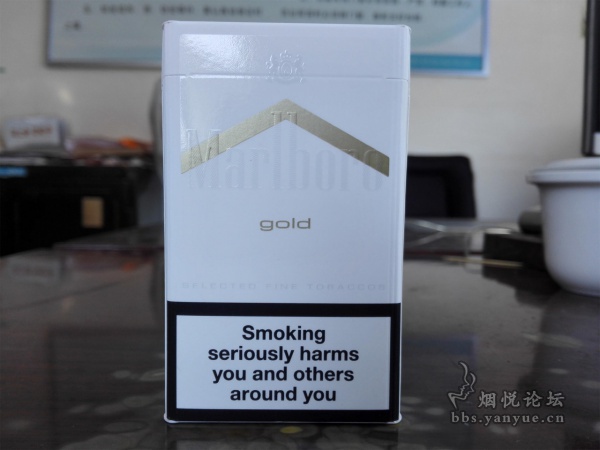 Marlboro
gold
SELECTED FINE TOBACCOS
Smoking
seriously harms
you and others
around you
烟悦论坛
bbs.yanyue.cn